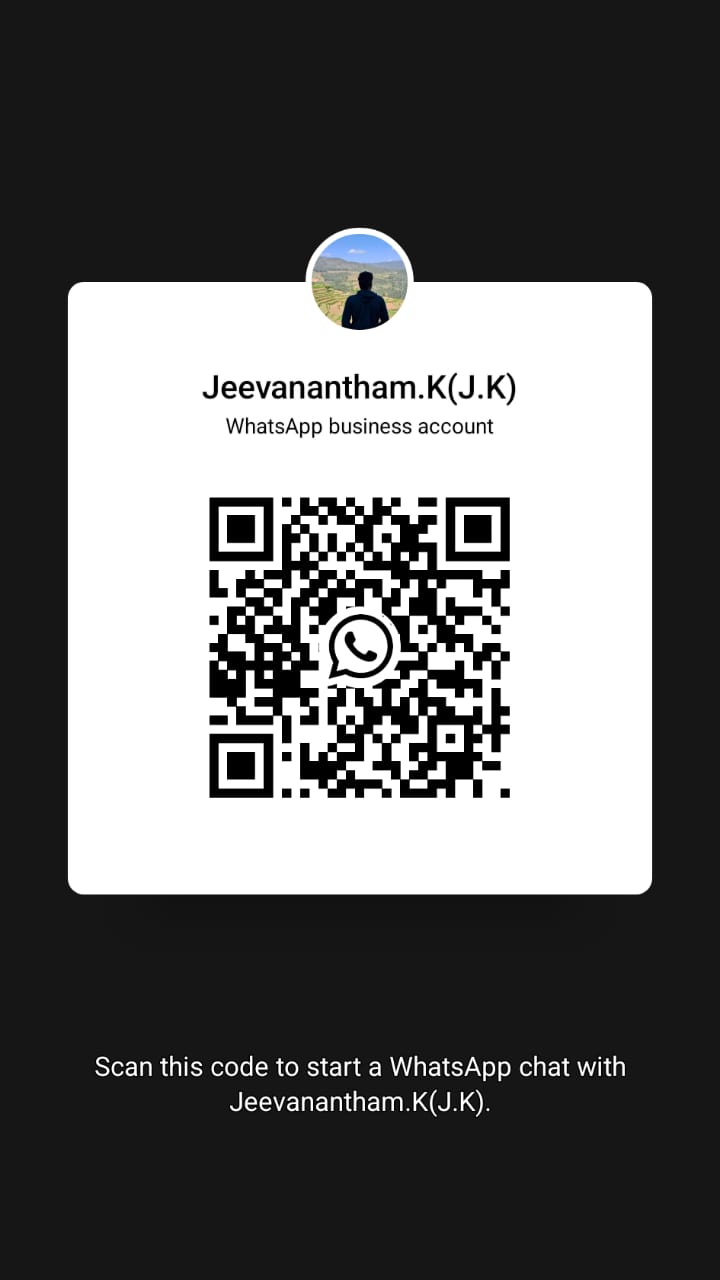 Jeevanantham.K(J.K)
WhatsApp business account
Scan this code to start a WhatsApp chat with
Jeevanantham.K(J.K).